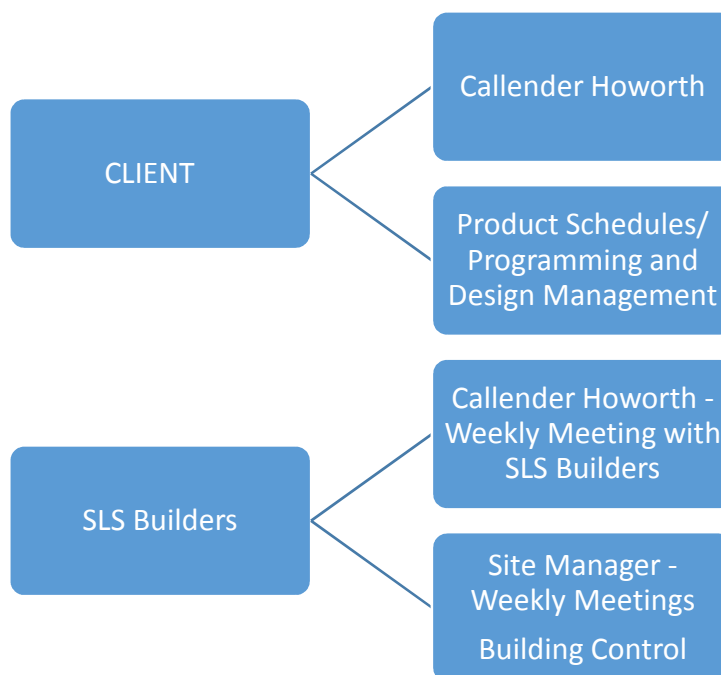 Callender Howorth
CLIENT
Product Schedules/
Programming and
Design Management
Callender Howorth -
Weekly Meeting with
SLS Builders
SLS Builders
Site Manager -
Weekly Meetings
Building Control